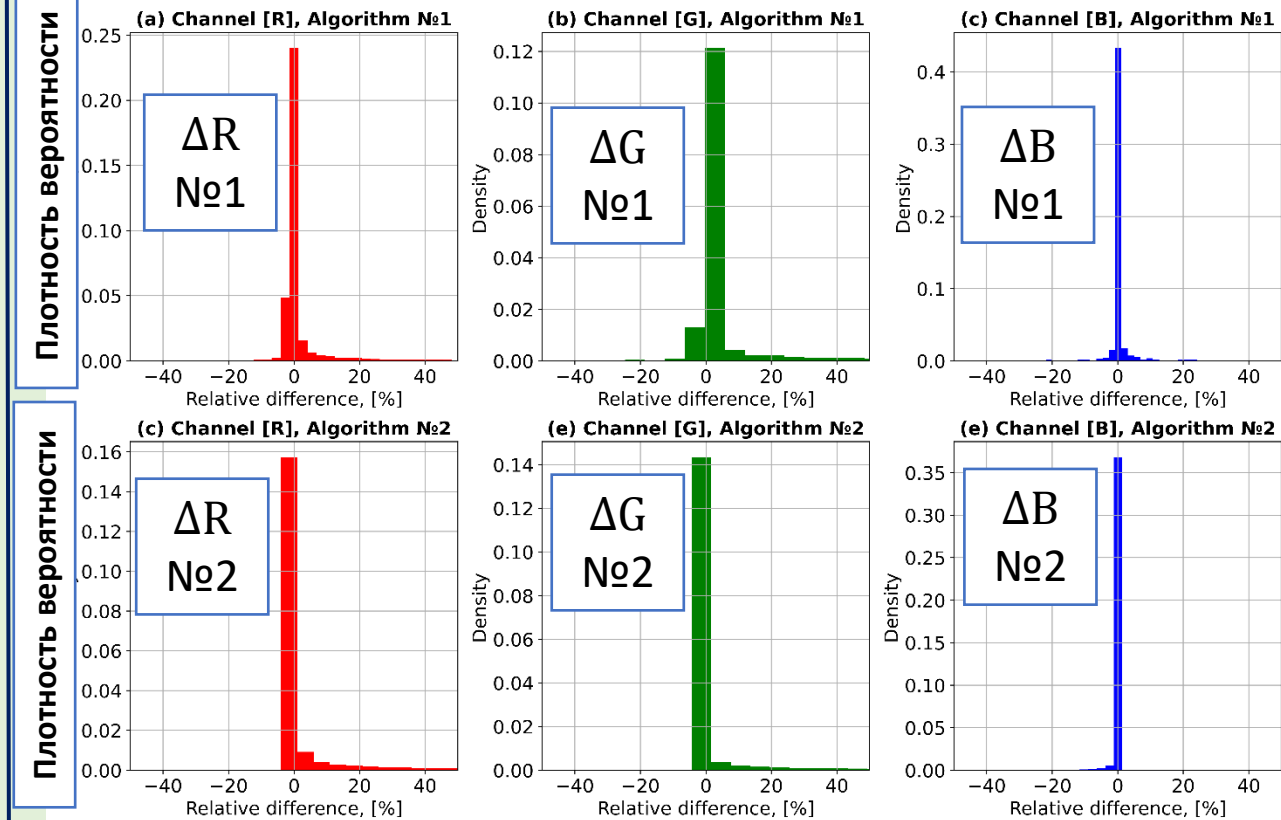 Плотность вероятности
(a) Channel [R], Algorithm №1
0.25
0.20
0.15
0.10
0.05
0.00
ΔR
№1
−40 −20 0 20 40
Relative difference, [%]
(b) Channel [G], Algorithm №1
Density
0.12
0.10
0.08
0.06
0.04
0.02
0.00
ΔG
№1
−40 −20 0 20 40
Relative difference, [%]
(c) Channel [B], Algorithm №1
Density
0.4
0.3
0.2
0.1
0.0
ΔB
№1
−40 −20 0 20 40
Relative difference, [%]
Плотность вероятности
(c) Channel [R], Algorithm №2
0.16
0.14
0.12
0.10
0.08
0.06
0.04
0.02
0.00
ΔR
№2
−40 −20 0 20 40
Relative difference, [%]
(e) Channel [G], Algorithm №2
Density
0.14
0.12
0.10
0.08
0.06
0.04
0.02
0.00
ΔG
№2
−40 −20 0 20 40
Relative difference, [%]
(e) Channel [B], Algorithm №2
Density
0.35
0.30
0.25
0.20
0.15
0.10
0.05
0.00
ΔB
№2
−40 −20 0 20 40
Relative difference, [%]